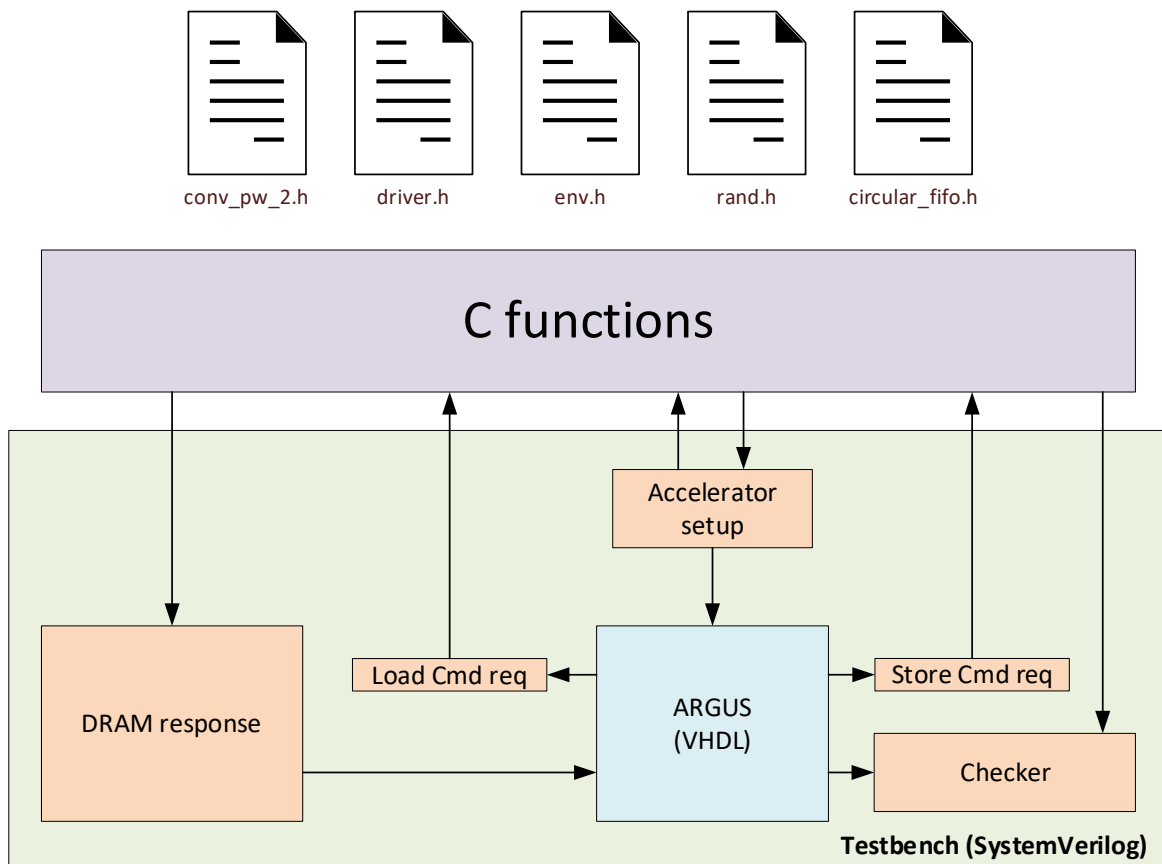 conv_pw_2.h
driver.h
env.h
rand.h
circular_fifo.h
C functions
Accelerator
setup
Load Cmd req
Store Cmd req
DRAM response
ARGUS
(VHDL)
Checker
Testbench (SystemVerilog)